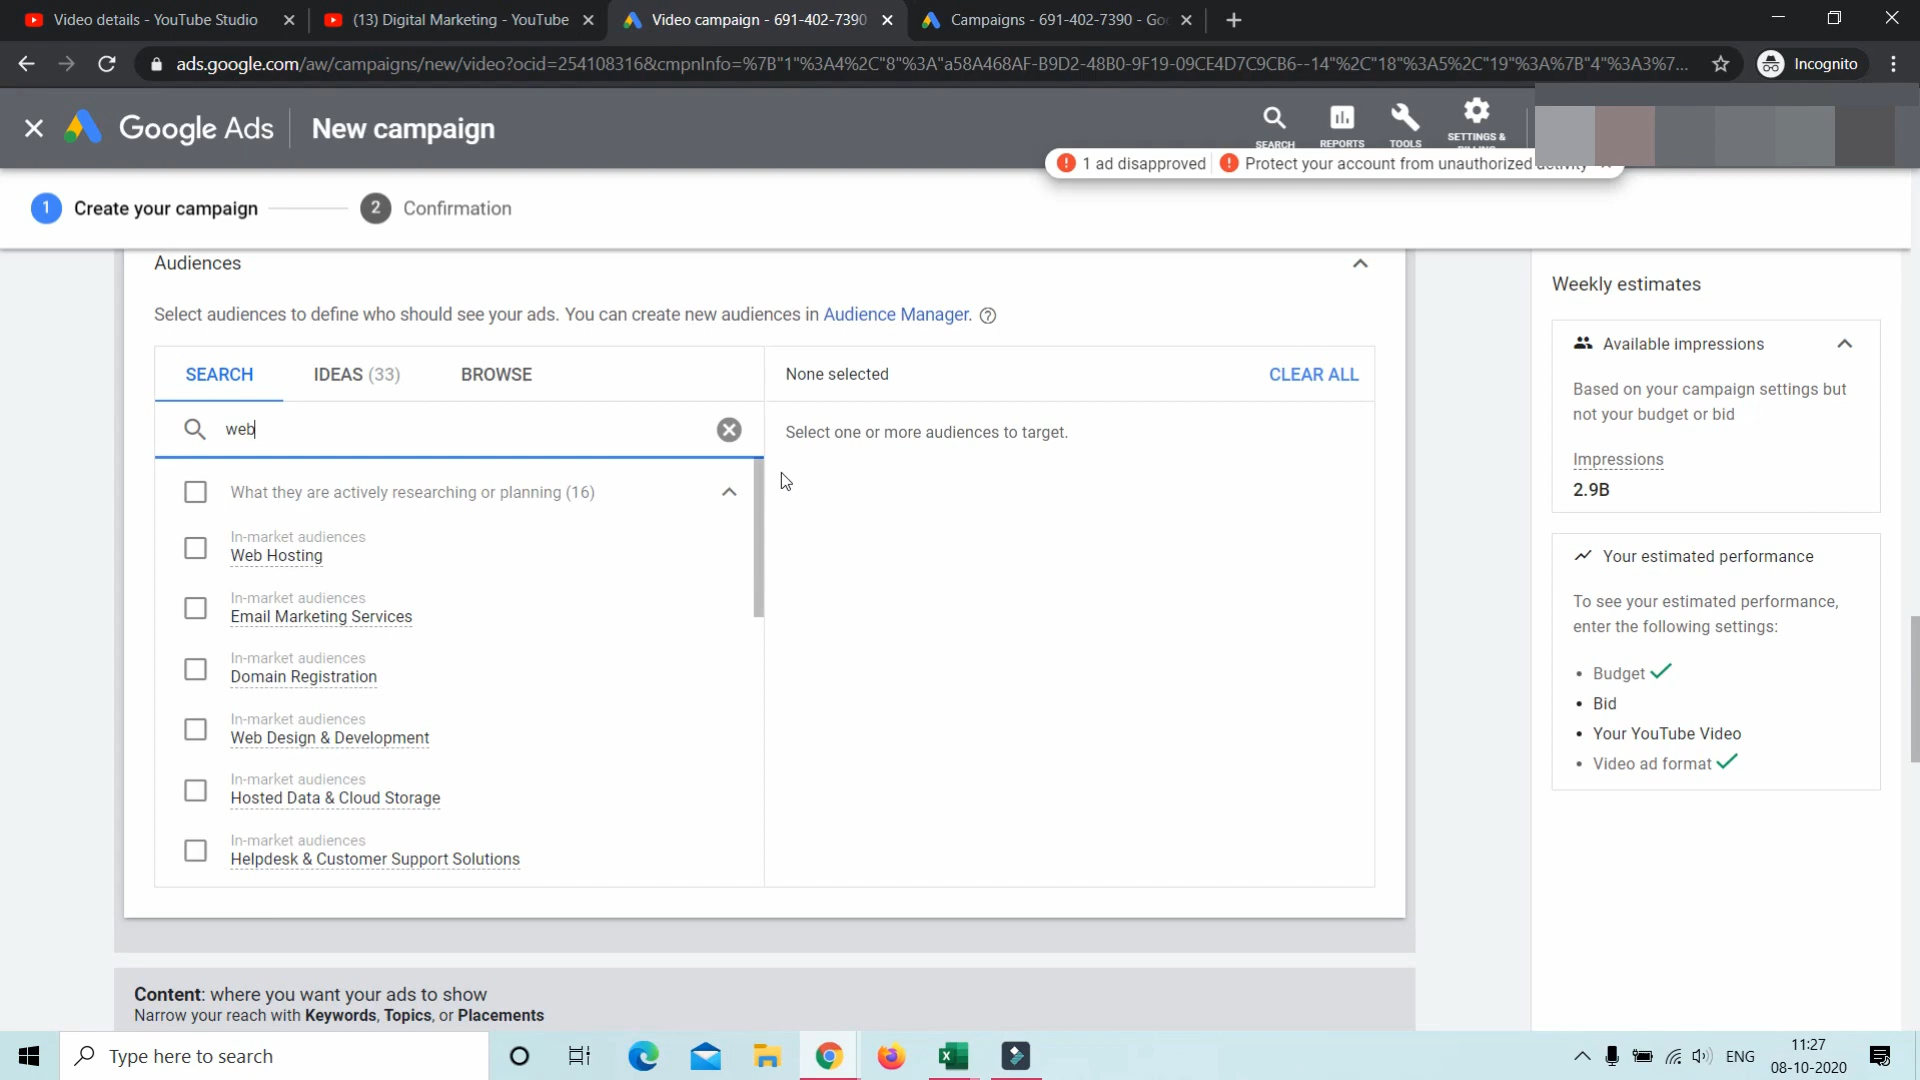 Video details - YouTube Studio
(13) Digital Marketing - YouTube
Video campaign - 691-402-7390
Campaigns - 691-402-7390 - Goo
ads.google.com/aw/campaigns/new/video?ocid=254108316&cmpnInfo=%7B"1"%3A4%2C"8"%3A"a58A468AF-B9D2-48B0-9F19-09CE4D7C9CB6--14"%2C"18"%3A5%2C"19"%3A%7B"4"%3A3%7...
Incognito
Google Ads
New campaign
SEARCH
REPORTS
TOOLS
SETTINGS &
1 ad disapproved
Protect your account from unauthorized activity
1 Create your campaign
2 Confirmation
Audiences
Select audiences to define who should see your ads. You can create new audiences in Audience Manager.
SEARCH
IDEAS (33)
BROWSE
None selected
CLEAR ALL
web
Select one or more audiences to target.
What they are actively researching or planning (16)
In-market audiences
Web Hosting
In-market audiences
Email Marketing Services
In-market audiences
Domain Registration
In-market audiences
Web Design & Development
In-market audiences
Hosted Data & Cloud Storage
In-market audiences
Helpdesk & Customer Support Solutions
Content: where you want your ads to show
Narrow your reach with Keywords, Topics, or Placements
Weekly estimates
Available impressions
Based on your campaign settings but
not your budget or bid
Impressions
2.9B
Your estimated performance
To see your estimated performance,
enter the following settings:
• Budget
• Bid
• Your YouTube Video
• Video ad format
Type here to search
ENG
11:27
08-10-2020